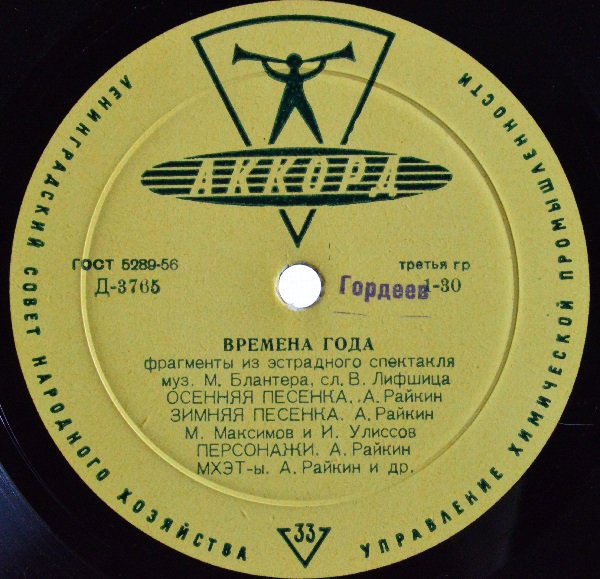 ЛЕНИНГРАДСКИЙ СОВЕТ НАРОДНОГО ХОЗЯЙСТВА
УПРАВЛЕНИЕ ХИМИЧЕСКОЙ ПРОМЫШЛЕННОСТИ
АККОРД
ГОСТ 5289-56
третья гр
Д-3765
Гордеев
1-30
ВРЕМЕНА ГОДА
фрагменты из эстрадного спектакля
муз. М. Блантера, сл. В. Лифшица
ОСЕННЯЯ ПЕСЕНКА. А. Райкин
ЗИМНЯЯ ПЕСЕНКА. А. Райкин
М. Максимов и И. Улиссов
ПЕРСОНАЖИ. А. Райкин
МХЭТ-ы. А. Райкин и др.
33